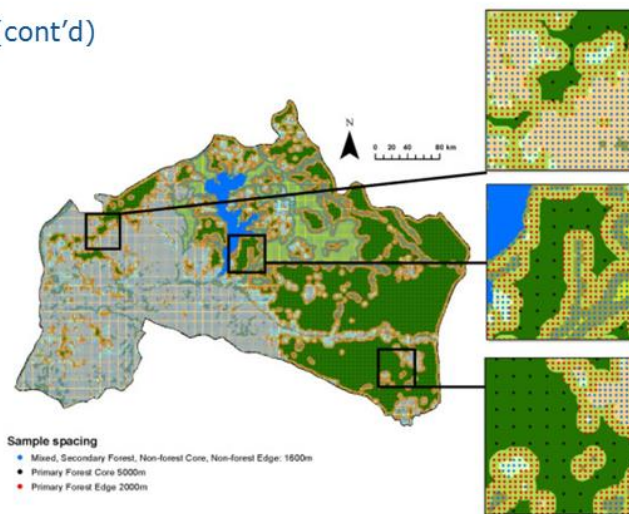 (cont'd)
N
0 20 40 80 km
Sample spacing
Mixed, Secondary Forest, Non-forest Core, Non-forest Edge: 1600m
Primary Forest Core 5000m
Primary Forest Edge 2000m